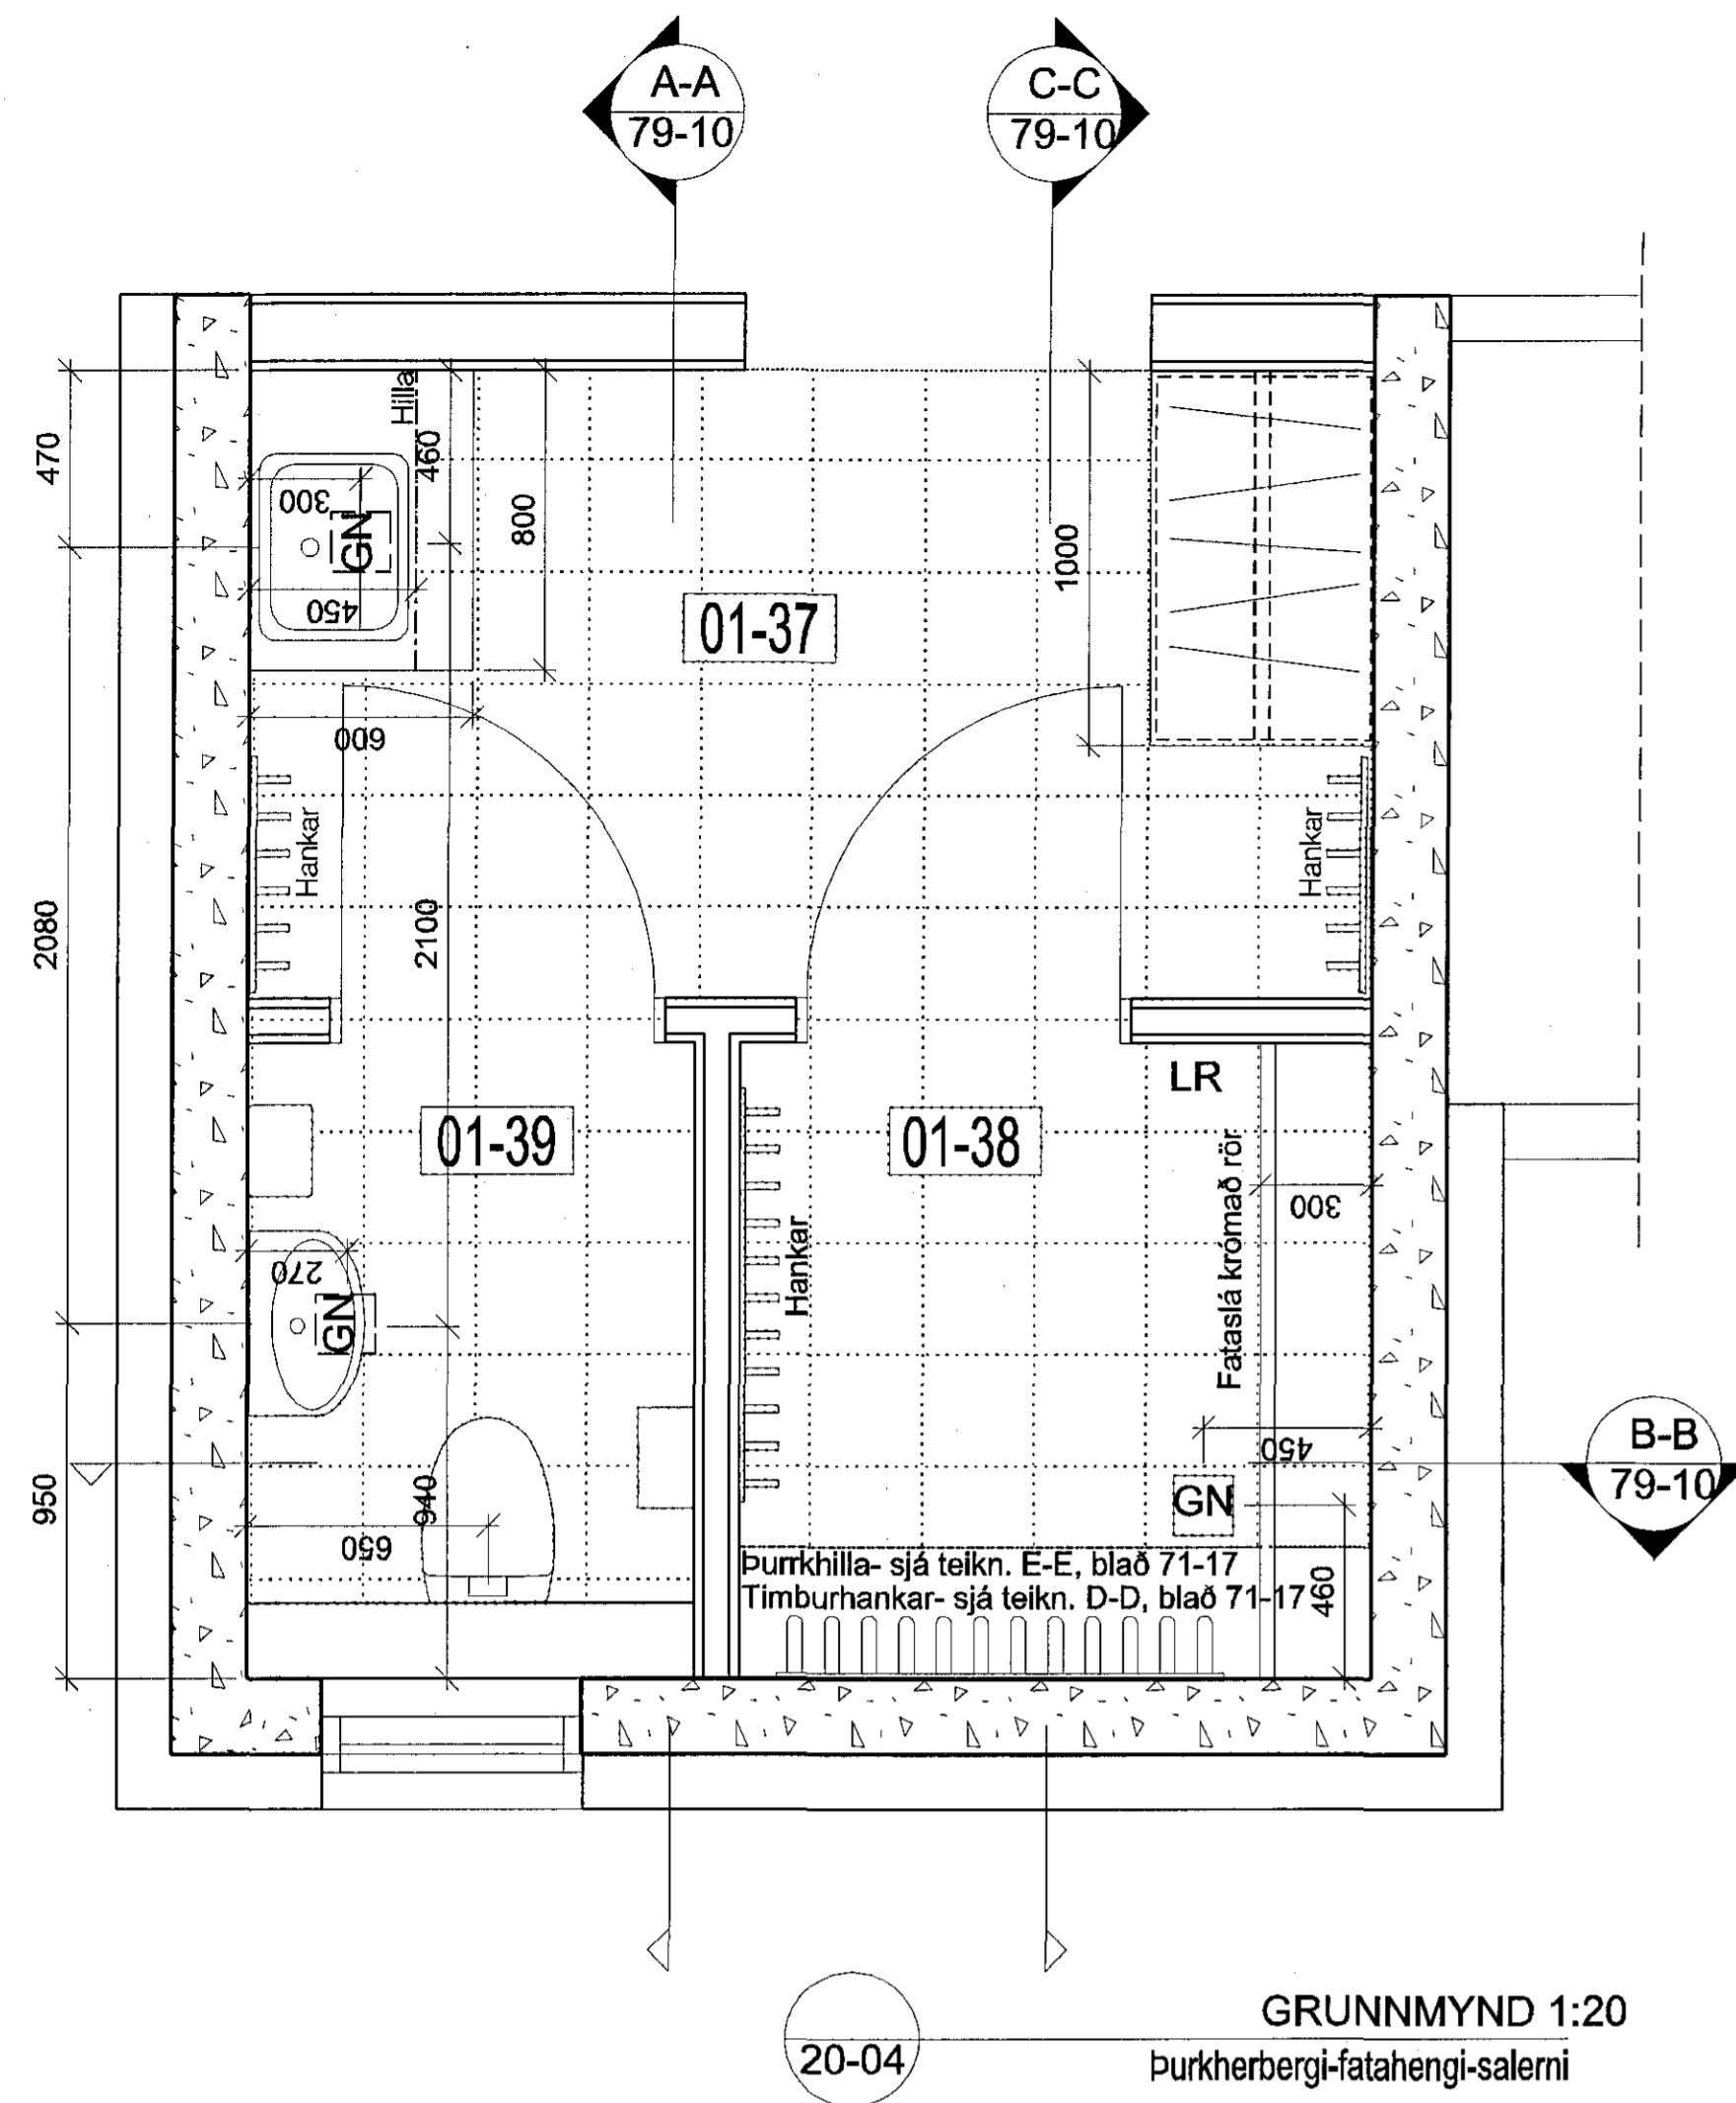 A-A
79-10
C-C
79-10
Hilla
470
460
300
GN
800
450
1000
01-37
600
Hankar
Hankar
2080
2100
LR
01-39
01-38
Fataslá krómað rör
300
Hankar
270
GN
450
B-B
79-10
950
940
650
GN
Þurrkhilla- sjá teikn. E-E, blað 71-17
Timburhankar- sjá teikn. D-D, blað 71-17
460
GRUNNMYND 1:20
20-04
Þurkherbergi-fatahengi-salerni